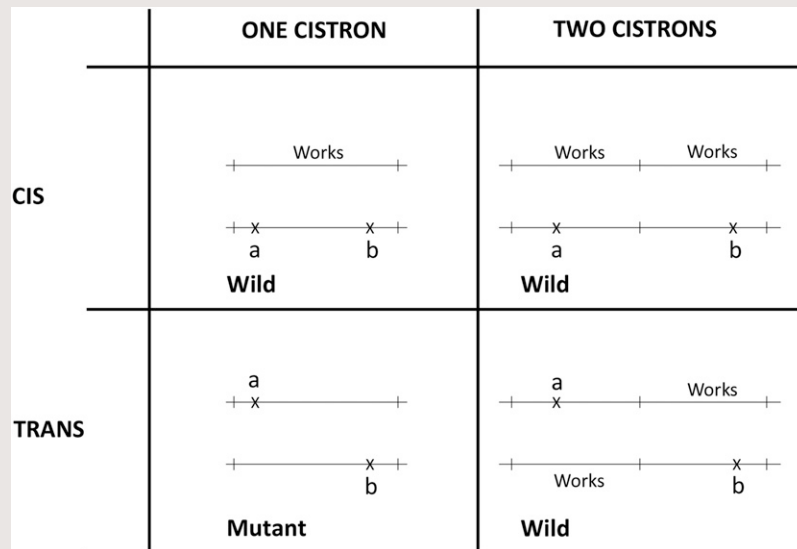 ONE CISTRON
TWO CISTRONS
CIS
Works
x x
a b
Wild
Works Works
x x
a b
Wild
TRANS
a
x
x
b
Mutant
a
x Works
Works x
b
Wild